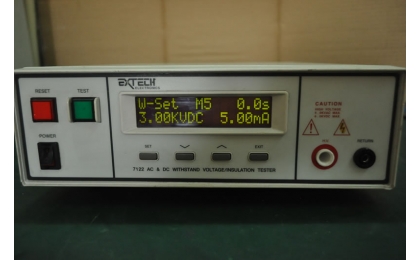 EXTECH
ELECTRONICS
RESET
TEST
W-Set M5 0.0s
3.00KVDC 5.00mA
CAUTION
POWER
SET
EXIT
RETURN
7122 AC & DC WITHSTAND VOLTAGE/INSULATION TESTER